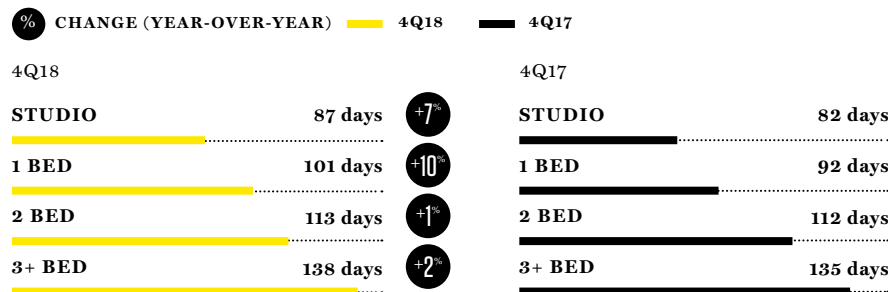 % CHANGE (YEAR-OVER-YEAR) 4Q18 4Q17
4Q18 4Q17
STUDIO 87 days +7% STUDIO 82 days
1 BED 101 days +10% 1 BED 92 days
2 BED 113 days +1% 2 BED 112 days
3+ BED 138 days +2% 3+ BED 135 days